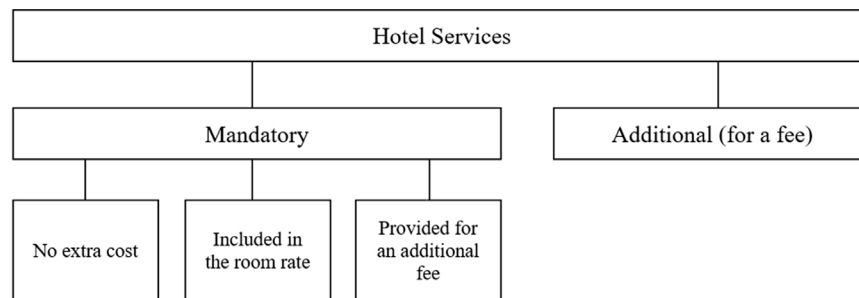 Hotel Services
Mandatory
Additional (for a fee)
No extra cost
Included in
the room rate
Provided for
an additional
fee